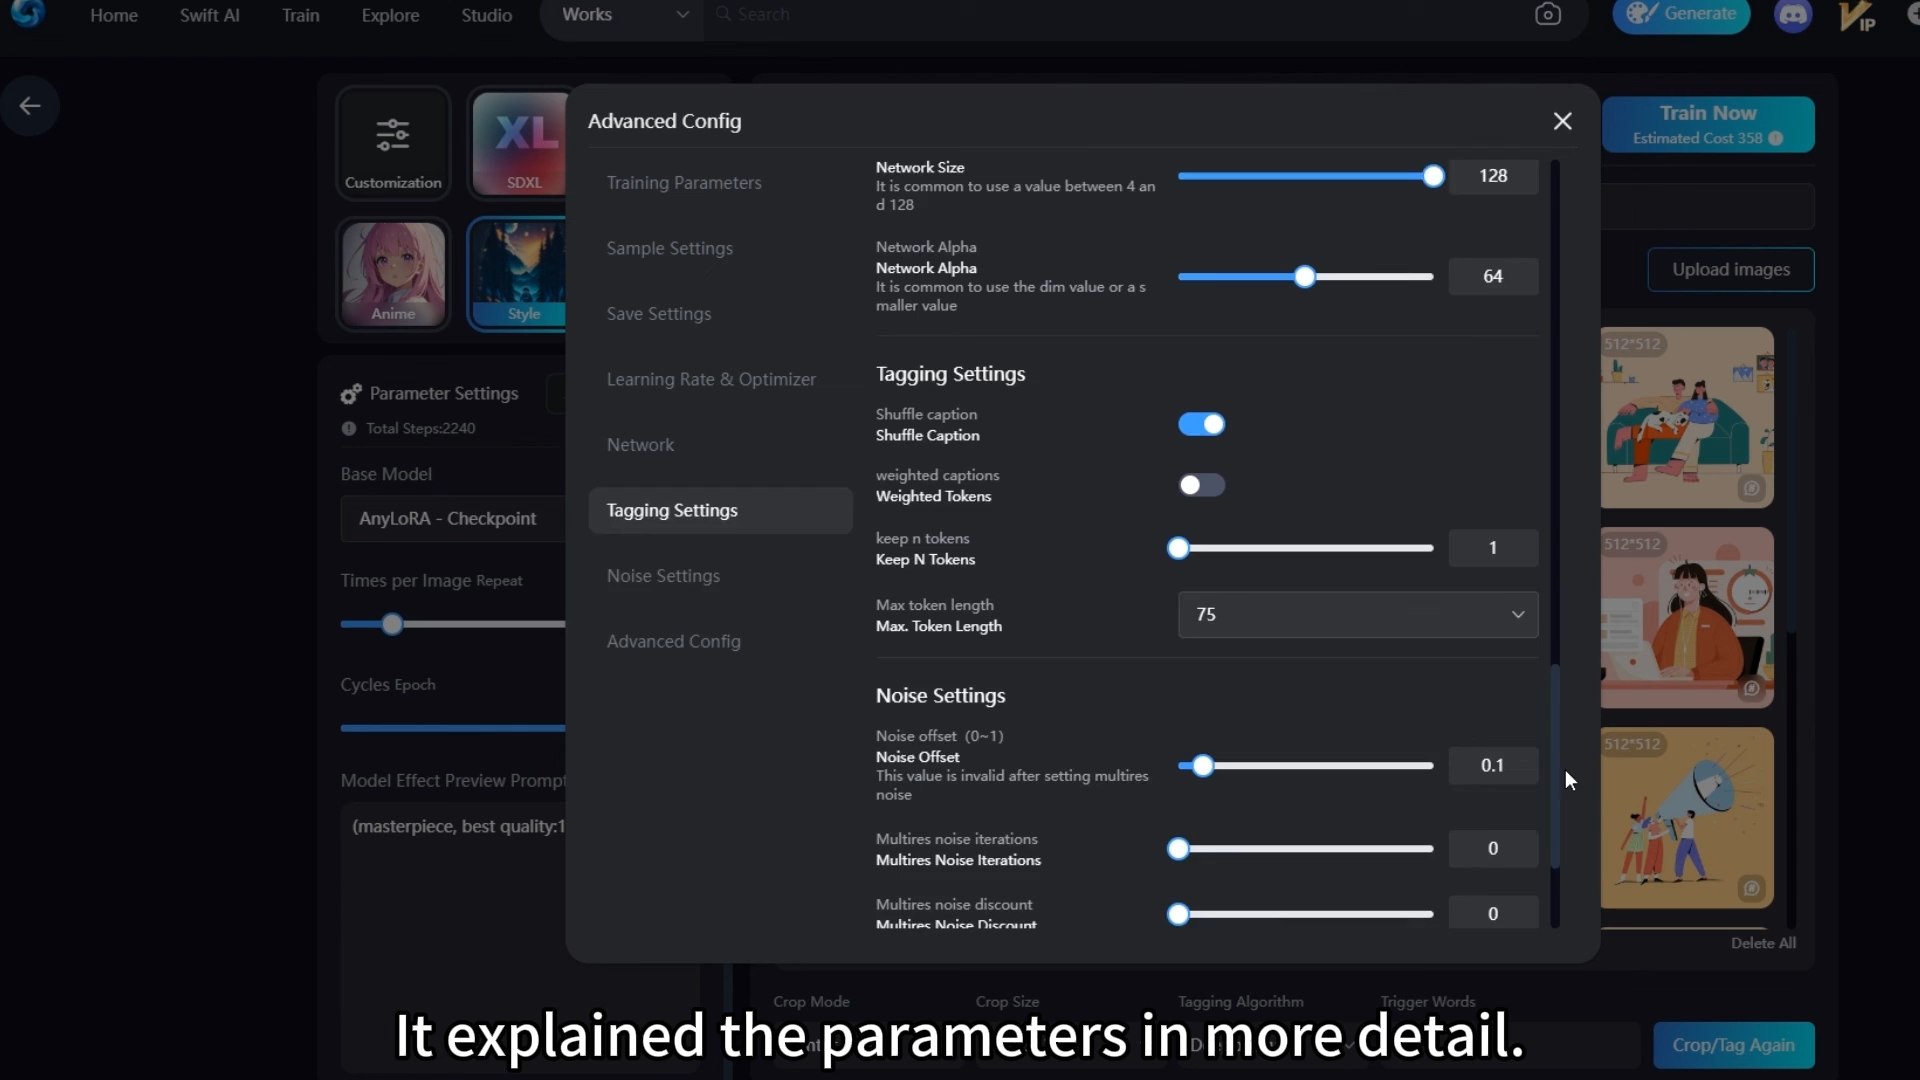 Home
Swift AI
Train
Explore
Studio
Works
Search
Generate
VIP
Customization
XL
SDXL
Anime
Style
Parameter Settings
Total Steps:2240
Base Model
AnyLoRA - Checkpoint
Times per Image Repeat
Cycles Epoch
Model Effect Preview Prompt
(masterpiece, best quality:1
Advanced Config
Training Parameters
Sample Settings
Save Settings
Learning Rate & Optimizer
Network
Tagging Settings
Noise Settings
Advanced Config
Network Size
It is common to use a value between 4 an
d 128
128
Network Alpha
Network Alpha
It is common to use the dim value or a s
maller value
64
Tagging Settings
Shuffle caption
Shuffle Caption
weighted captions
Weighted Tokens
keep n tokens
Keep N Tokens
1
Max token length
Max. Token Length
75
Noise Settings
Noise offset (0~1)
Noise Offset
This value is invalid after setting multires
noise
0.1
Multires noise iterations
Multires Noise Iterations
0
Multires noise discount
Multires Noise Discount
0
Train Now
Estimated Cost 358
Upload images
512*512
512*512
512*512
Delete All
Crop Mode
Crop Size
Tagging Algorithm
Trigger Words
Crop/Tag Again
It explained the parameters in more detail.